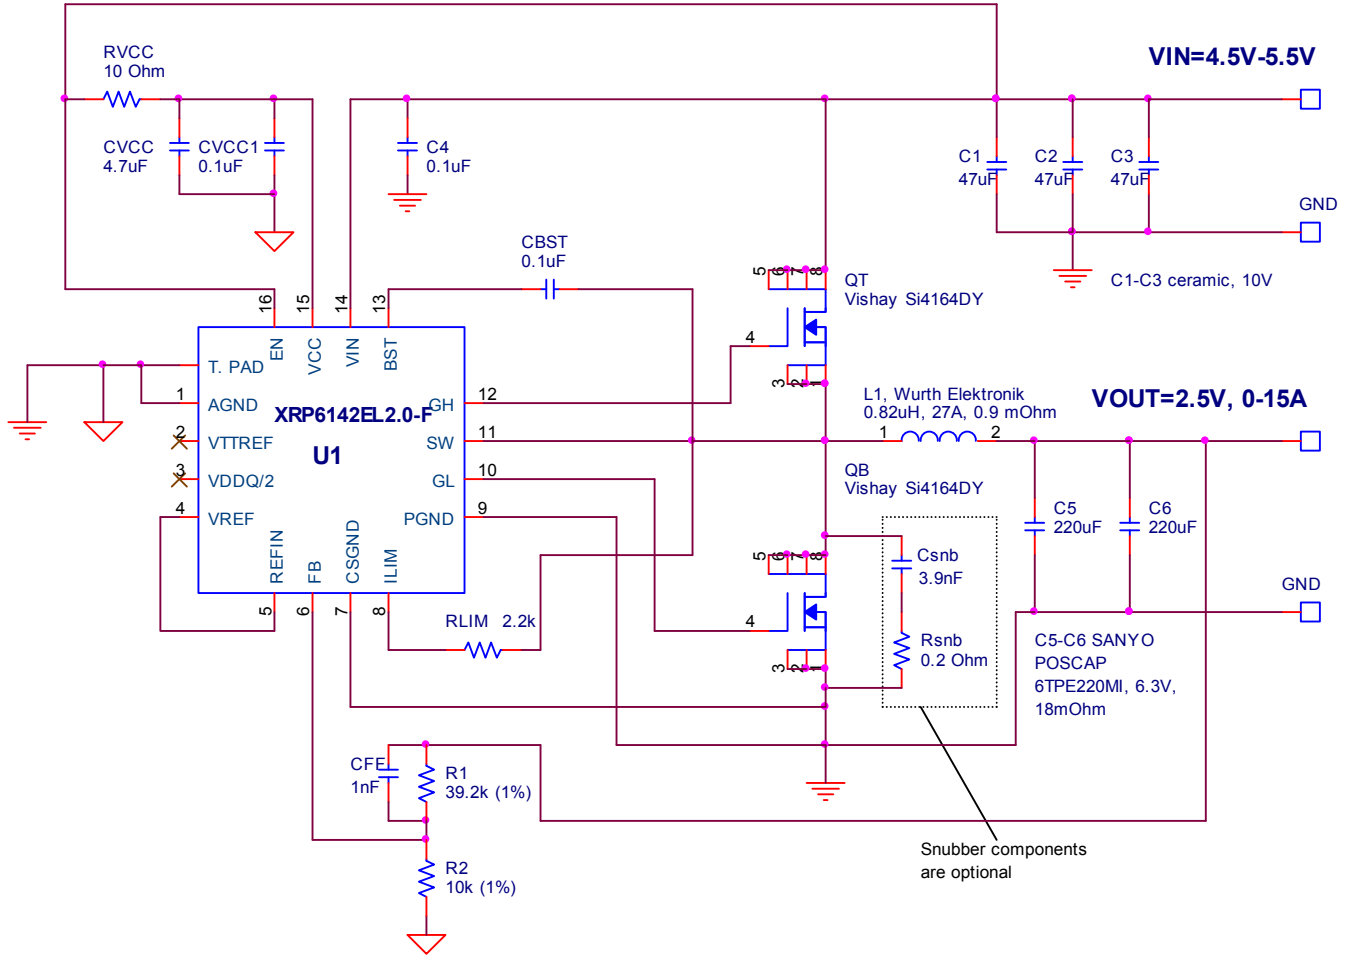 RVCC
10 Ohm
VIN=4.5V-5.5V
CVCC
4.7uF
CVCC1
0.1uF
C4
0.1uF
C1
47uF
C2
47uF
C3
47uF
GND
CBST
0.1uF
C1-C3 ceramic, 10V
16
15
14
13
5
6
7
8
QT
Vishay Si4164DY
EN
VCC
VIN
BST
4
T. PAD
3
2
1
1
AGND
XRP6142EL2.0-F
GH
12
L1, Wurth Elektronik
0.82uH, 27A, 0.9 mOhm
VOUT=2.5V, 0-15A
2
VTTREF
U1
SW
11
1
2
3
VDDQ/2
GL
10
QB
Vishay Si4164DY
4
VREF
PGND
9
C5
220uF
C6
220uF
REFIN
FB
CSGND
ILIM
5
6
7
8
Csnb
3.9nF
GND
5
6
7
8
RLIM 2.2k
4
Rsnb
0.2 Ohm
3
2
1
C5-C6 SANYO
POSCAP
6TPE220MI, 6.3V,
18mOhm
CFF
1nF
R1
39.2k (1%)
Snubber components
are optional
R2
10k (1%)